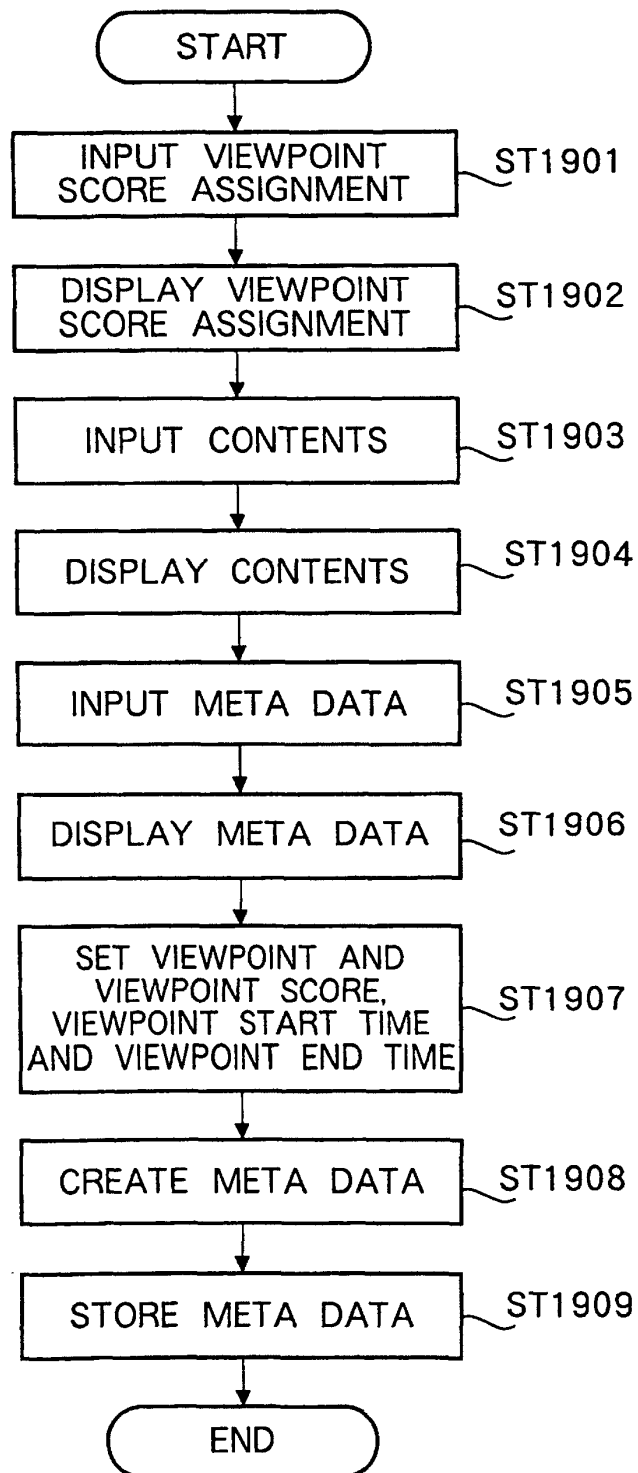 START
INPUT VIEWPOINT
SCORE ASSIGNMENT
ST1901
DISPLAY VIEWPOINT
SCORE ASSIGNMENT
ST1902
INPUT CONTENTS
ST1903
DISPLAY CONTENTS
ST1904
INPUT META DATA
ST1905
DISPLAY META DATA
ST1906
SET VIEWPOINT AND
VIEWPOINT SCORE,
VIEWPOINT START TIME
AND VIEWPOINT END TIME
ST1907
CREATE META DATA
ST1908
STORE META DATA
ST1909
END